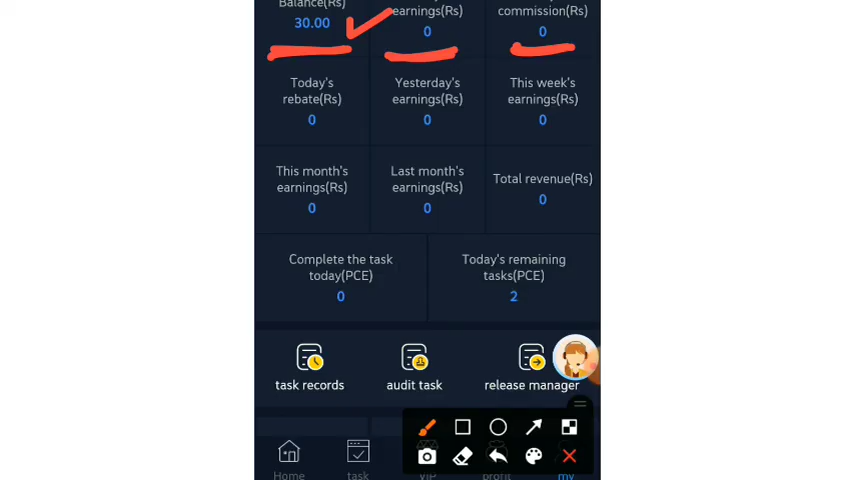 Balance(Rs)
30.00
earnings(Rs)
0
commission(Rs)
0
Today's
rebate(Rs)
0
Yesterday's
earnings(Rs)
0
This week's
earnings(Rs)
0
This month's
earnings(Rs)
0
Last month's
earnings(Rs)
0
Total revenue(Rs)
0
Complete the task
today(PCE)
0
Today's remaining
tasks(PCE)
2
task records
audit task
release manager
Home
task
VIP
profit
my